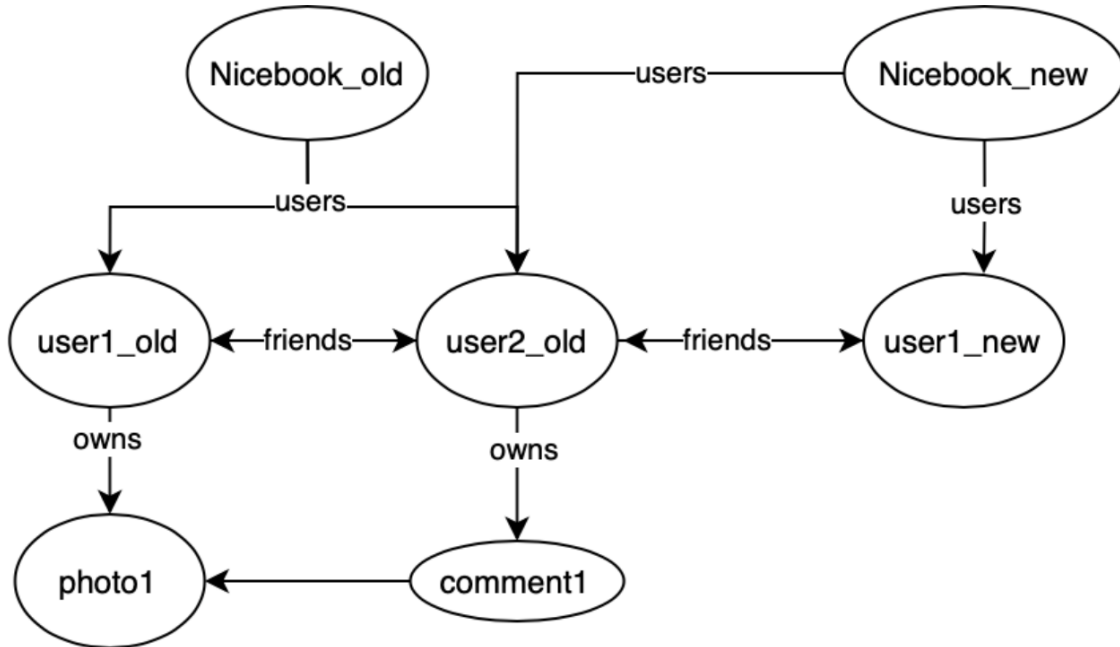 Nicebook_old
users
Nicebook_new
users
users
user1_old
friends
user2_old
friends
user1_new
owns
owns
photo1
comment1